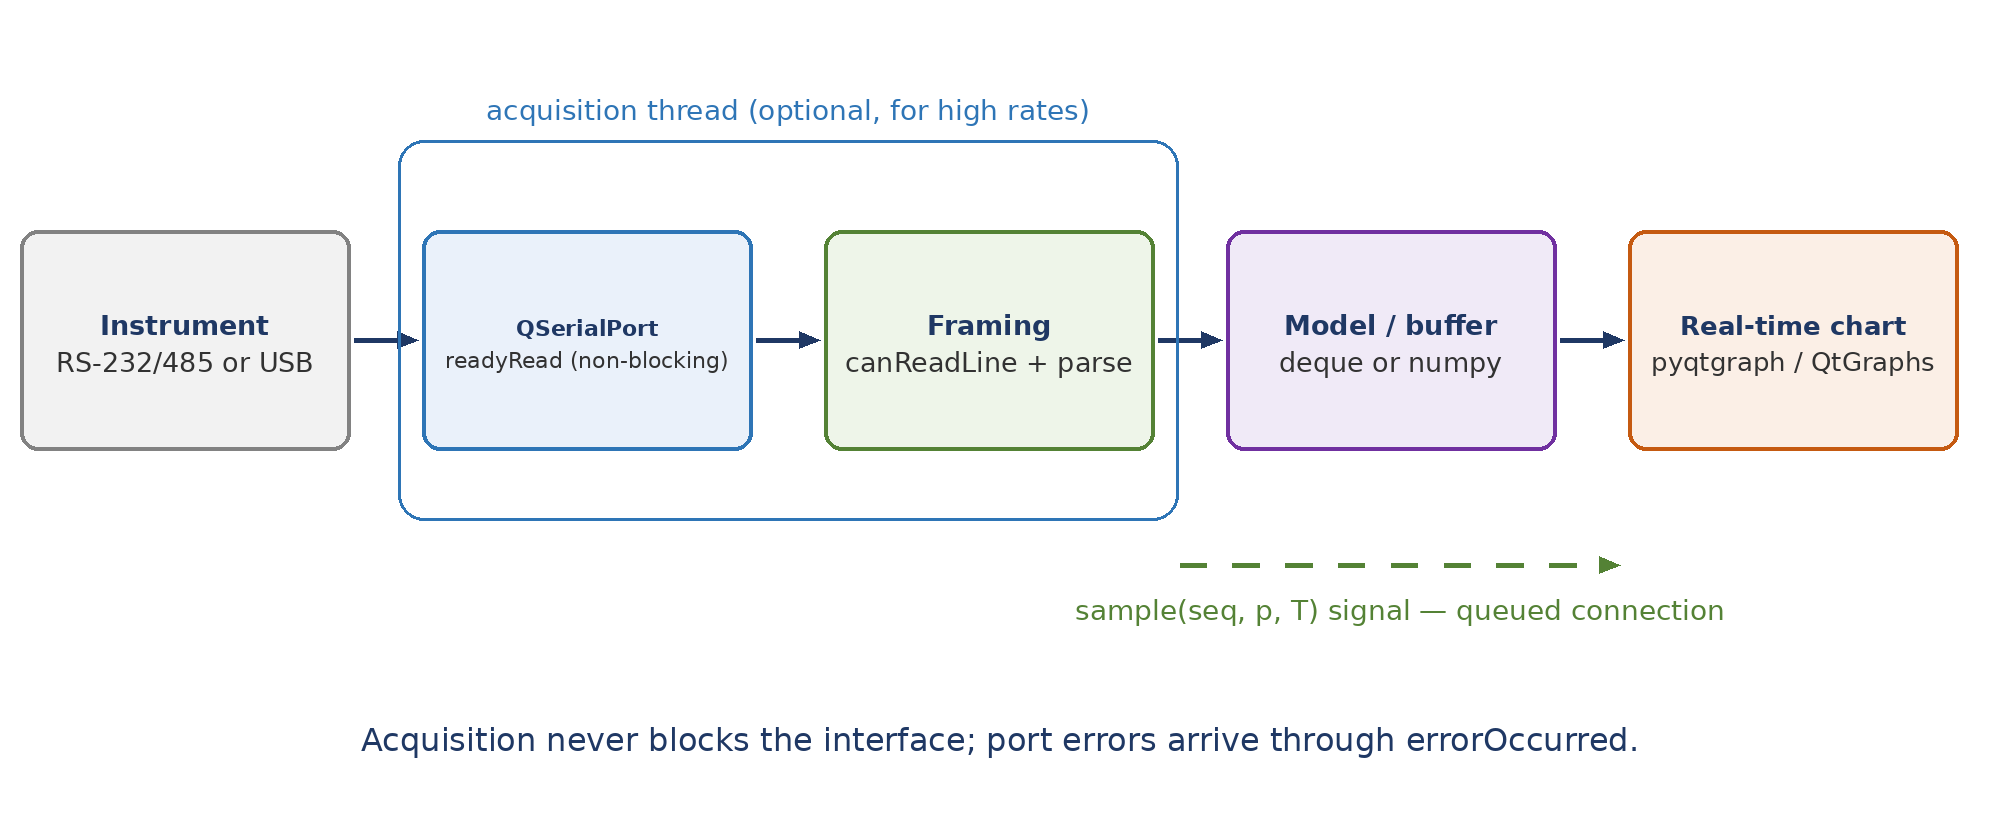 acquisition thread (optional, for high rates)
Instrument
RS-232/485 or USB
QSerialPort
readyRead (non-blocking)
Framing
canReadLine + parse
Model / buffer
deque or numpy
Real-time chart
pyqtgraph / QtGraphs
sample(seq, p, T) signal — queued connection
Acquisition never blocks the interface; port errors arrive through errorOccurred.